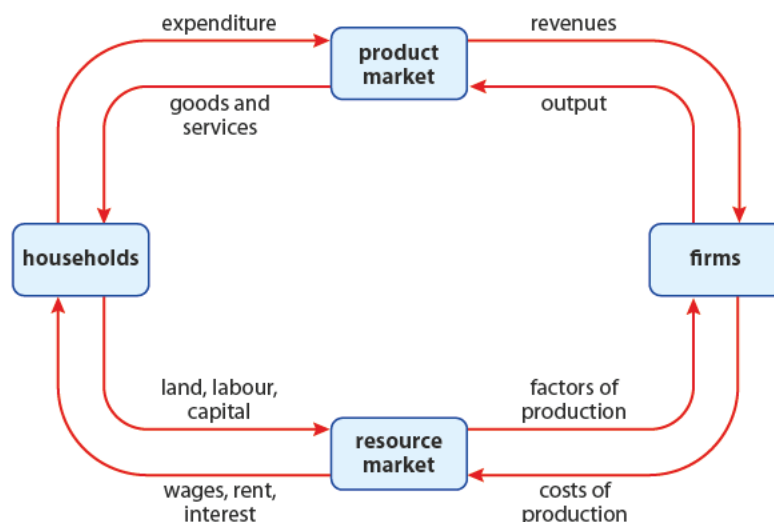 expenditure
revenues
product
market
goods and
services
output
households
firms
land, labour,
capital
factors of
production
resource
market
wages, rent,
interest
costs of
production